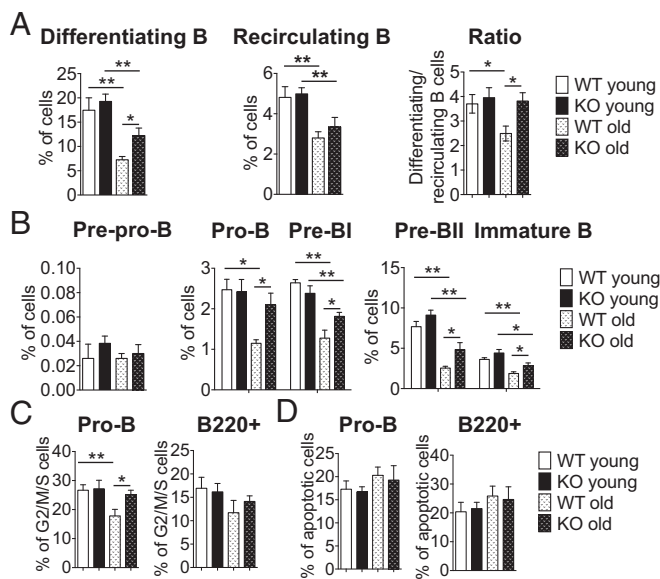 A
Differentiating B
Recirculating B
Ratio
% of cells
25
20
15
10
5
0
**
**
*
% of cells
6
4
2
0
**
**
Differentiating/
recirculating B cells
5
4
3
2
1
0
*
*
WT young
KO young
WT old
KO old
B
Pre-pro-B
Pro-B
Pre-BI
Pre-BII
Immature B
% of cells
0.10
0.08
0.06
0.04
0.02
0.00
% of cells
3
2
1
0
*
*
**
**
*
% of cells
15
10
5
0
**
**
*
**
*
*
WT young
KO young
WT old
KO old
C
Pro-B
B220+
% of G2/M/S cells
40
30
20
10
0
**
*
% of G2/M/S cells
25
20
15
10
5
0
D
Pro-B
B220+
% of apoptotic cells
30
25
20
15
10
5
0
% of apoptotic cells
40
30
20
10
0
WT young
KO young
WT old
KO old